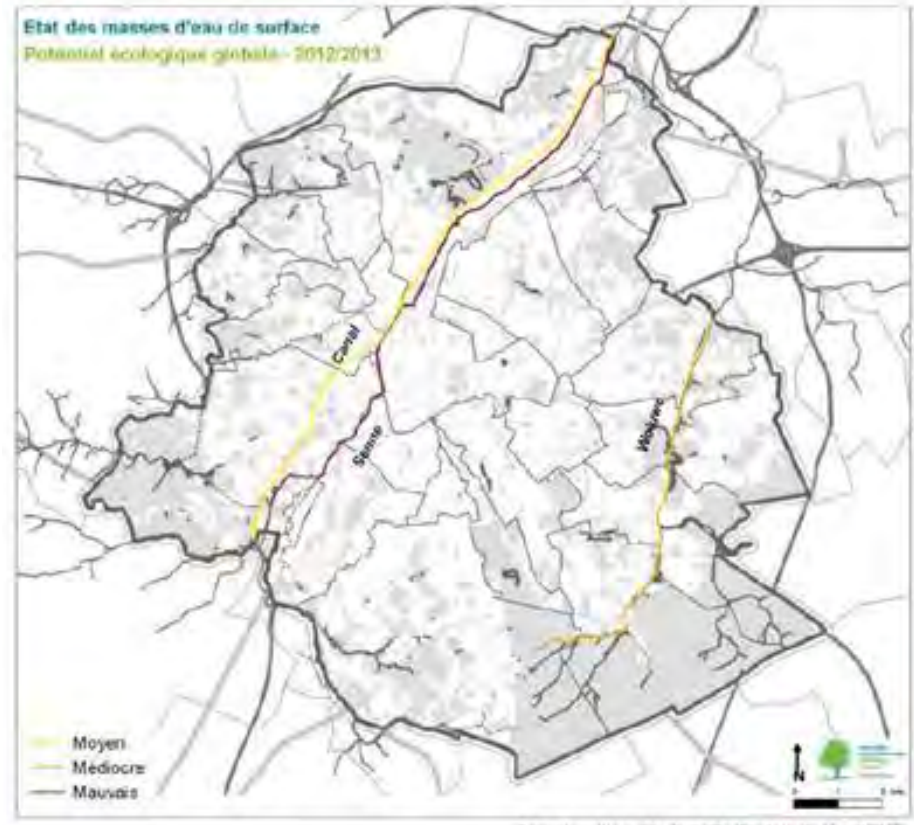 Etat des masses d'eau de surface
Potentiel écologique globale - 2012/2013
Canal
Senne
Woluwe
Moyen
Médiocre
Mauvais
N